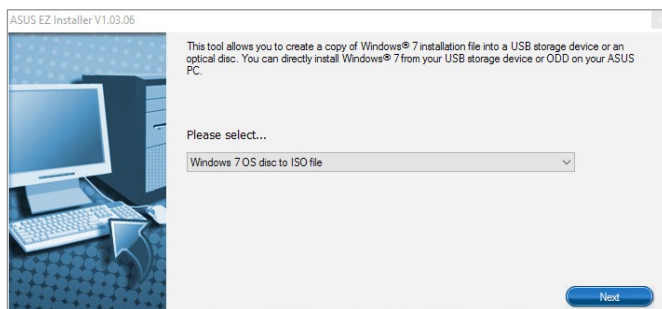 ASUS EZ Installer V1.03.06
This tool allows you to create a copy of Windows® 7 installation file into a USB storage device or an
optical disc. You can directly install Windows® 7 from your USB storage device or ODD on your ASUS
PC.
Please select...
Windows 7 OS disc to ISO file
Next